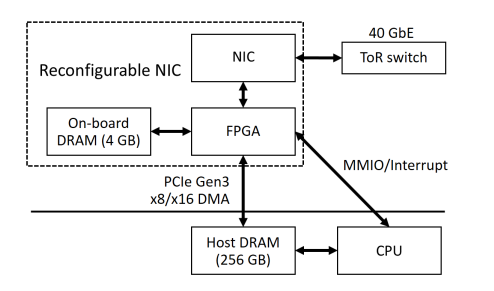 40 GbE
NIC
ToR switch
Reconfigurable NIC
On-board
DRAM (4 GB)
FPGA
MMIO/Interrupt
PCIe Gen3
x8/x16 DMA
Host DRAM
(256 GB)
CPU